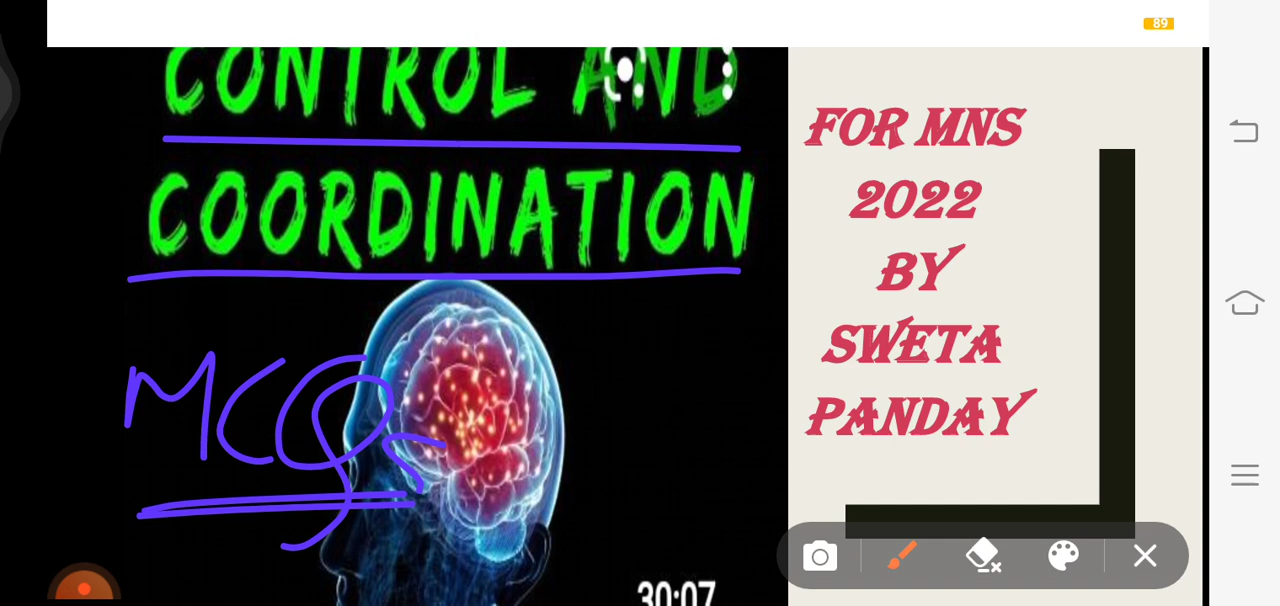 89
CONTROL AND
COORDINATION
MCQs
30:07
FOR MNS
2022
BY
SWETA
PANDAY